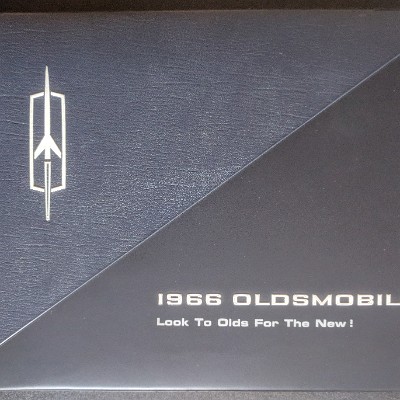 1966 OLDSMOBIL
Look To Olds For The New!